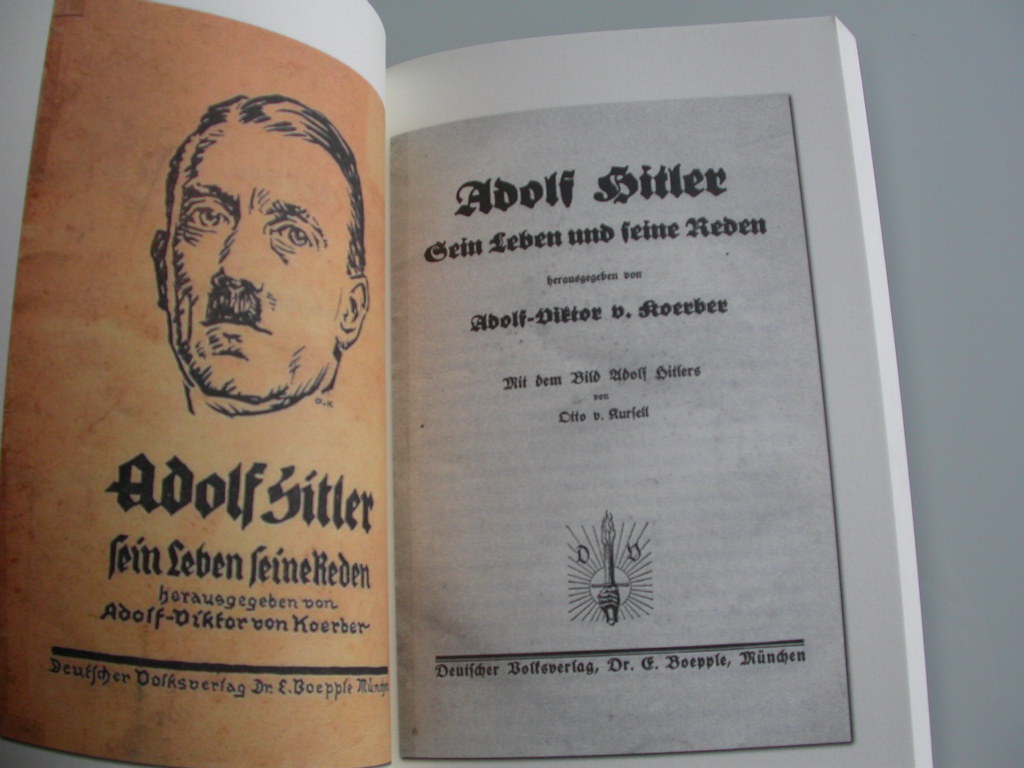 Adolf Hitler
sein Leben seine Reden
herausgegeben von
Adolf-Viktor von Koerber
Deutscher Volksverlag Dr. E. Boepple
Adolf Hitler
Sein Leben und seine Reden
herausgegeben von
Adolf-Viktor v. Koerber
Mit dem Bild Adolf Hitlers
von
Otto v. Kursell
D V
Deutscher Volksverlag, Dr. E. Boepple, München